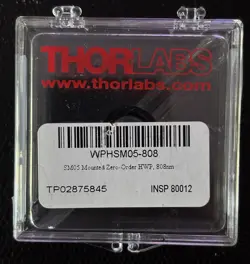 THORLABS
www.thorlabs.com
WPHSM05-808
SM05 Mounted Zero-Order HWP, 808nm
TP02875845 INSP 80012